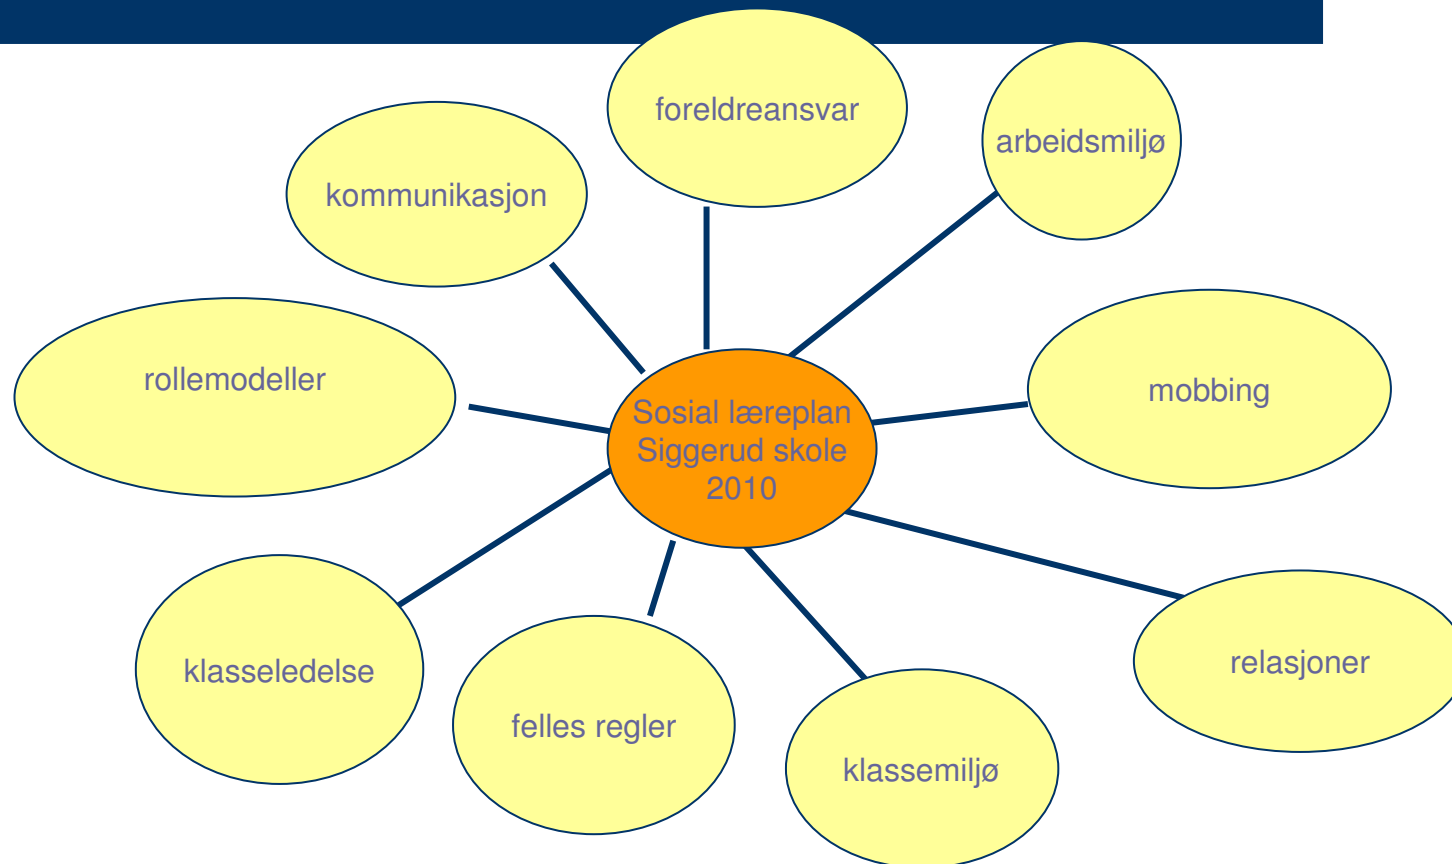 foreldreansvar
arbeidsmiljø
kommunikasjon
rollemodeller
mobbing
Sosial læreplan
Siggerud skole
2010
klasseledelse
relasjoner
felles regler
klassemiljø